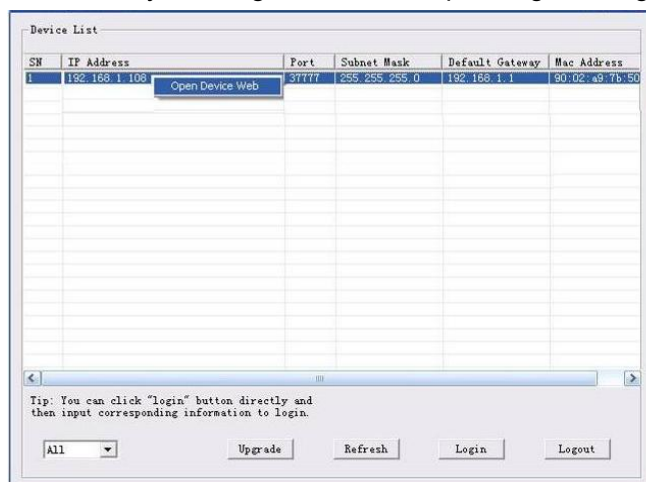 Device List
SN IP Address Port Subnet Mask Default Gateway Mac Address
1 192.168.1.108 37777 255.255.255.0 192.168.1.1 90:02:a9:7b:50
Open Device Web
Tip: You can click "login" button directly and
then input corresponding information to login.
All Upgrade Refresh Login Logout